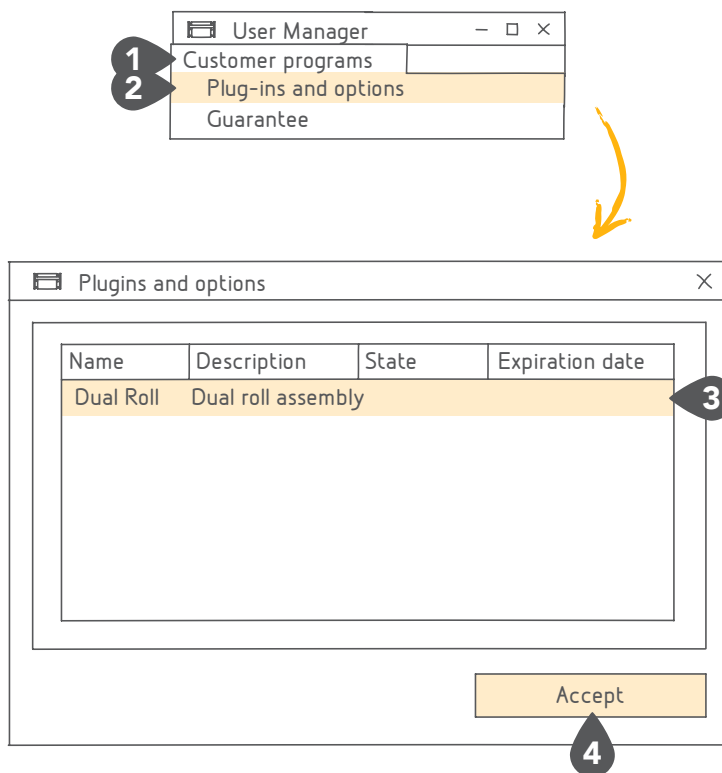 User Manager
1
Customer programs
2
Plug-ins and options
Guarantee
Plugins and options
Name Description State Expiration date
Dual Roll Dual roll assembly
3
Accept
4